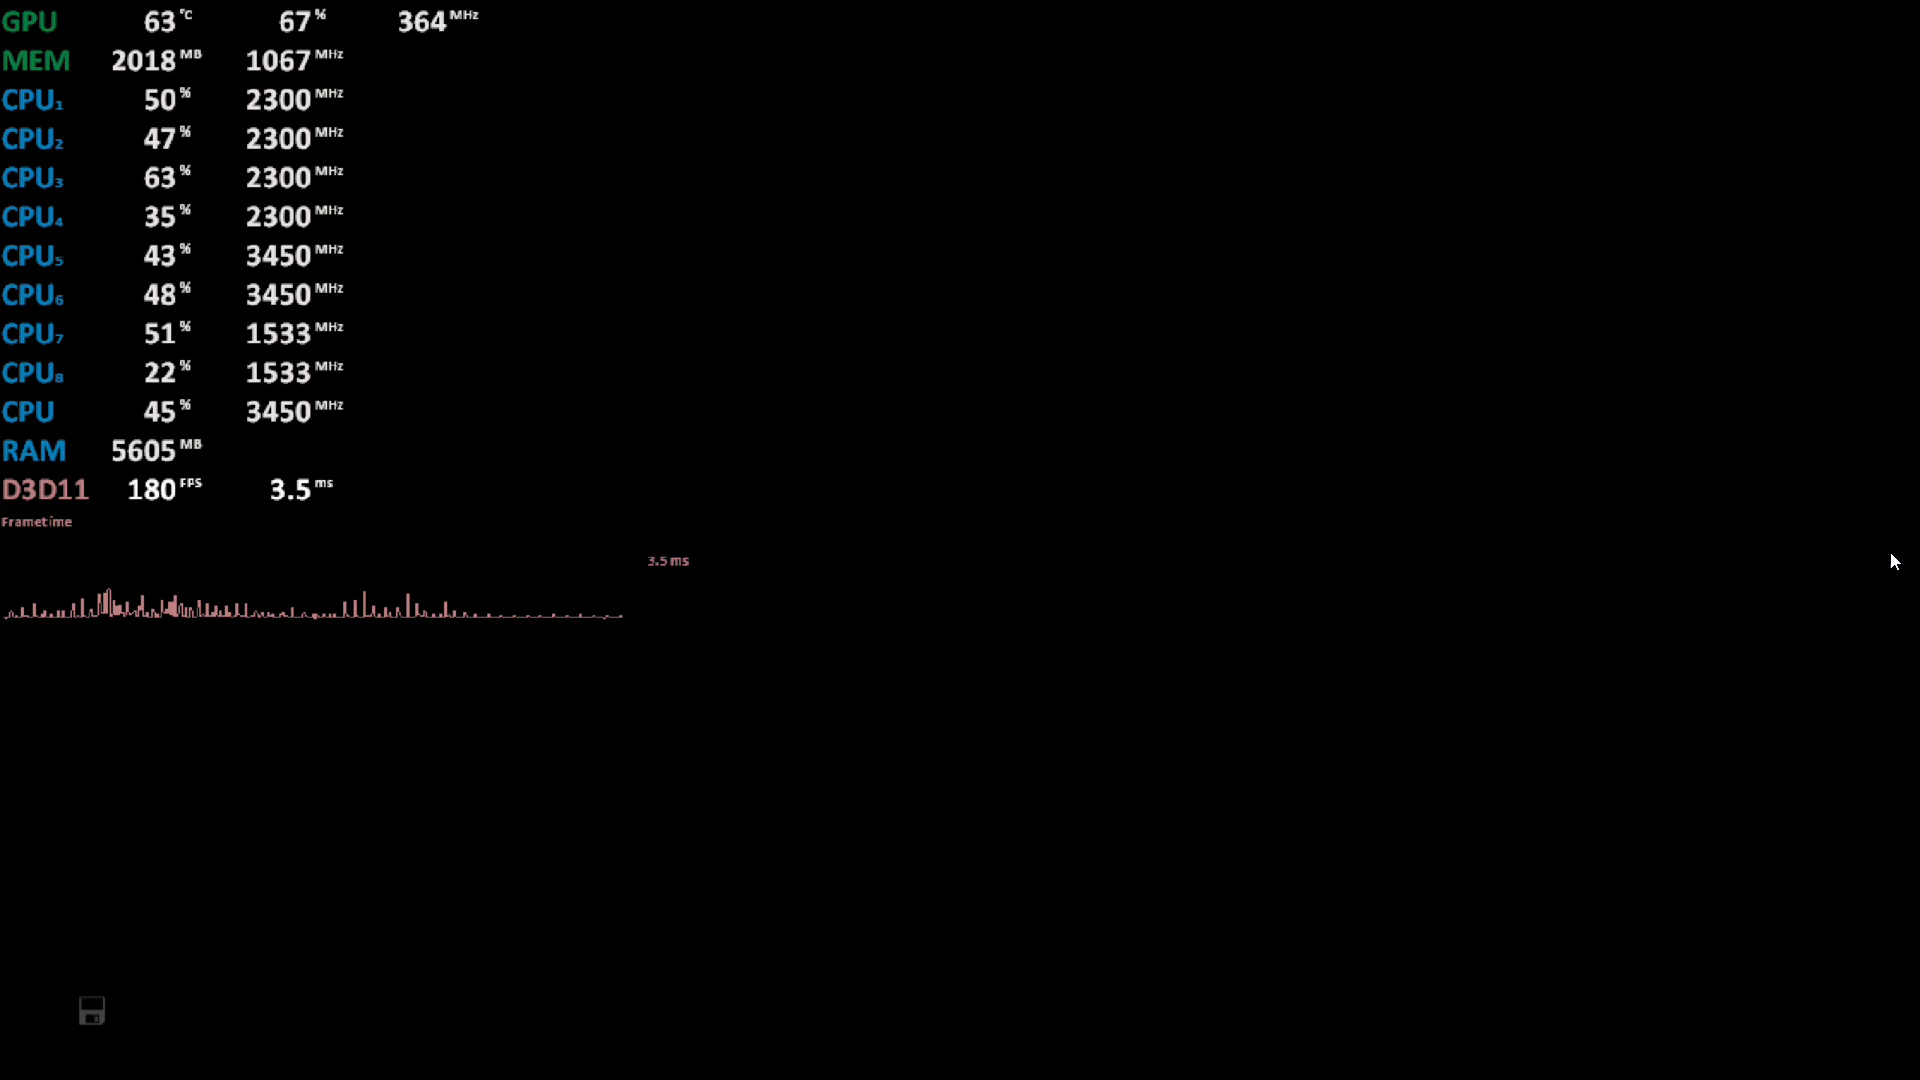 GPU 63 °C 67 % 364 MHz
MEM 2018 MB 1067 MHz
CPU1 50 % 2300 MHz
CPU2 47 % 2300 MHz
CPU3 63 % 2300 MHz
CPU4 35 % 2300 MHz
CPU5 43 % 3450 MHz
CPU6 48 % 3450 MHz
CPU7 51 % 1533 MHz
CPU8 22 % 1533 MHz
CPU 45 % 3450 MHz
RAM 5605 MB
D3D11 180 FPS 3.5 ms
Frametime
3.5 ms